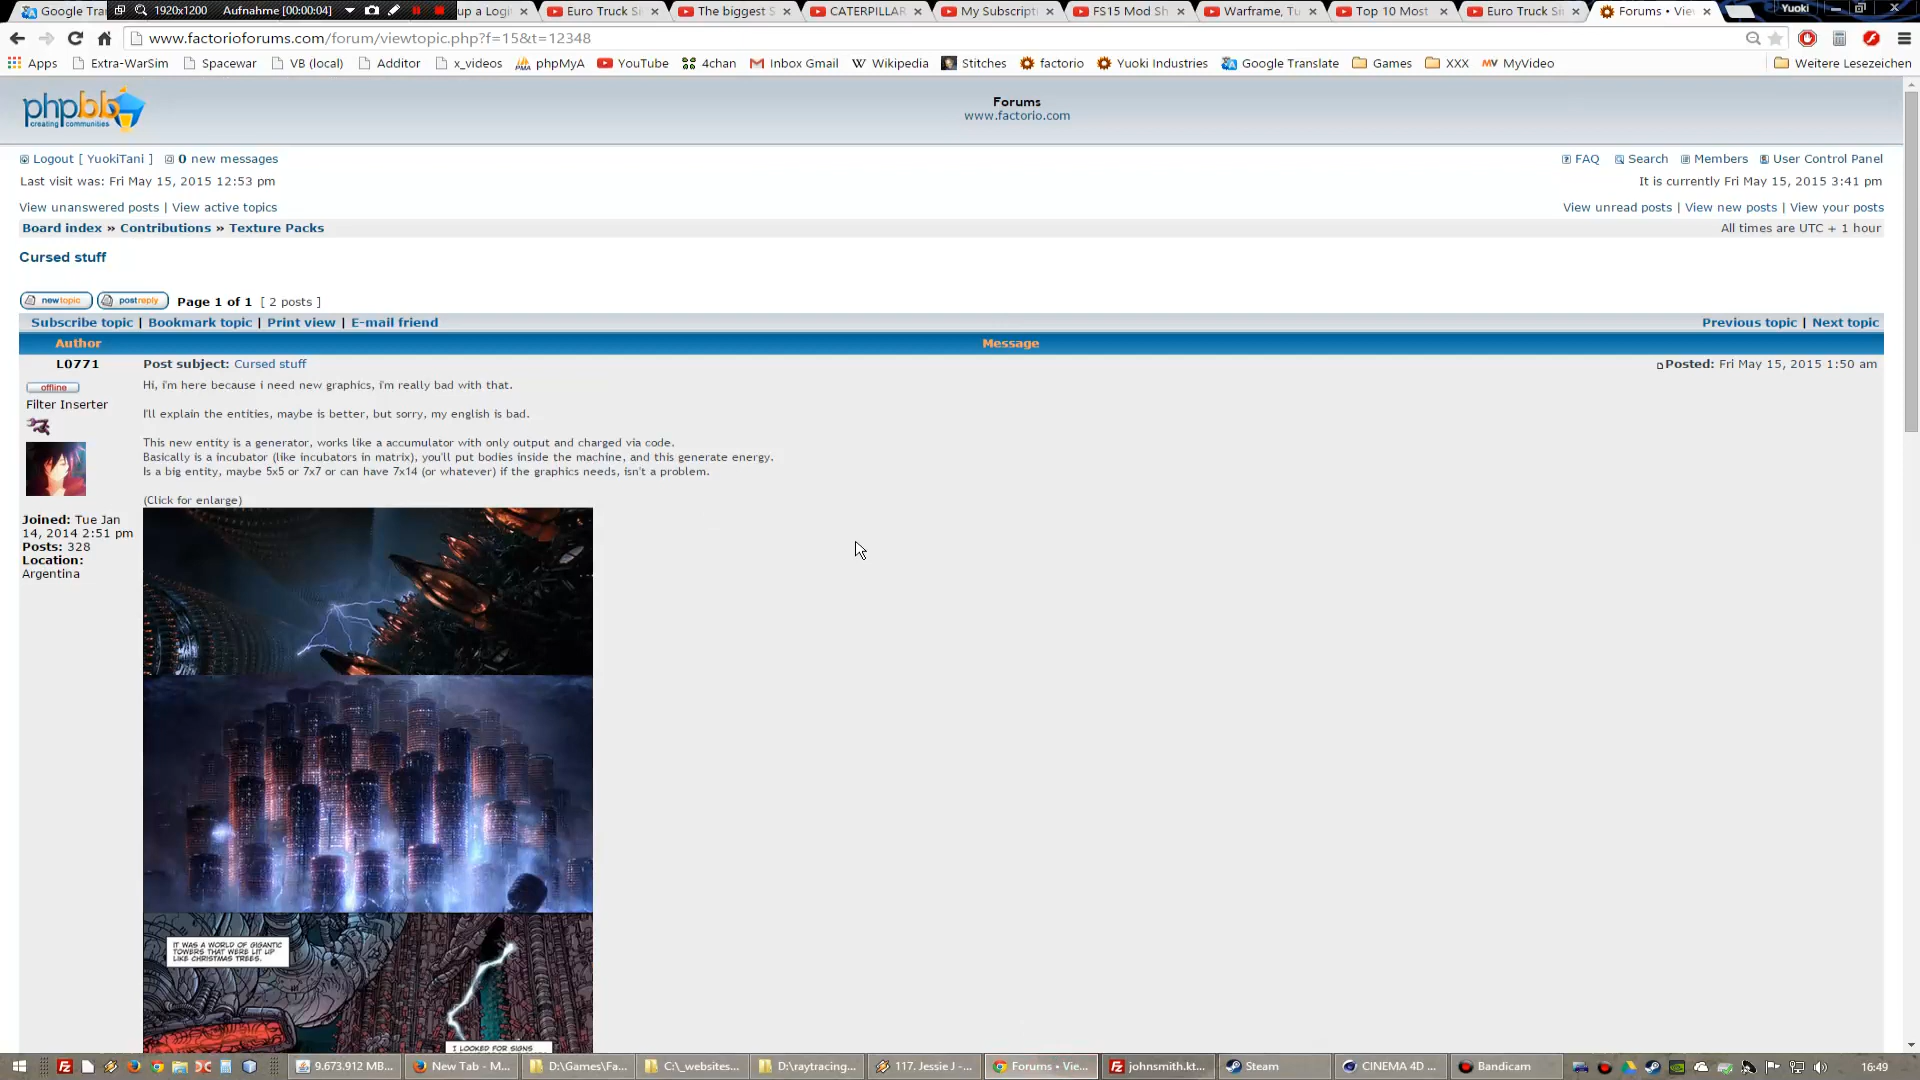 1920x1200 Aufnahme [00:00:04]
Google Tra
up a Logi
Euro Truck Si
The biggest S
CATERPILLAR
My Subscript
FS15 Mod Sh
Warframe, Tu
Top 10 Most
Euro Truck Sin
Forums • Vie
Yuoki
www.factorioforums.com/forum/viewtopic.php?f=15&t=12348
Apps Extra-WarSim Spacewar VB (local) Additor x_videos phpMyA YouTube 4chan Inbox Gmail Wikipedia Stitches factorio Yuoki Industries Google Translate Games XXX MyVideo Weitere Lesezeichen
phpbb
creating communities
Forums
www.factorio.com
Logout [ YuokiTani ] 0 new messages
FAQ Search Members User Control Panel
Last visit was: Fri May 15, 2015 12:53 pm
It is currently Fri May 15, 2015 3:41 pm
View unanswered posts | View active topics
View unread posts | View new posts | View your posts
Board index » Contributions » Texture Packs
All times are UTC + 1 hour
Cursed stuff
newtopic postreply Page 1 of 1 [ 2 posts ]
Subscribe topic | Bookmark topic | Print view | E-mail friend
Previous topic | Next topic
Author Message
L0771
Post subject: Cursed stuff
Posted: Fri May 15, 2015 1:50 am
offline
Filter Inserter
Joined: Tue Jan
14, 2014 2:51 pm
Posts: 328
Location:
Argentina
Hi, i'm here because i need new graphics, i'm really bad with that.
I'll explain the entities, maybe is better, but sorry, my english is bad.
This new entity is a generator, works like a accumulator with only output and charged via code.
Basically is a incubator (like incubators in matrix), you'll put bodies inside the machine, and this generate energy.
Is a big entity, maybe 5x5 or 7x7 or can have 7x14 (or whatever) if the graphics needs, isn't a problem.
(Click for enlarge)
IT WAS A WORLD OF GIGANTIC
TOWERS THAT WERE LIT UP
LIKE CHRISTMAS TREES.
I LOOKED FOR SIGNS
9.673.912 MB...
New Tab - M...
D:\Games\Fa...
C:\_websites...
D:\raytracing...
117. Jessie J -...
Forums • Vie...
johnsmith.kt...
Steam
CINEMA 4D ...
Bandicam
16:49